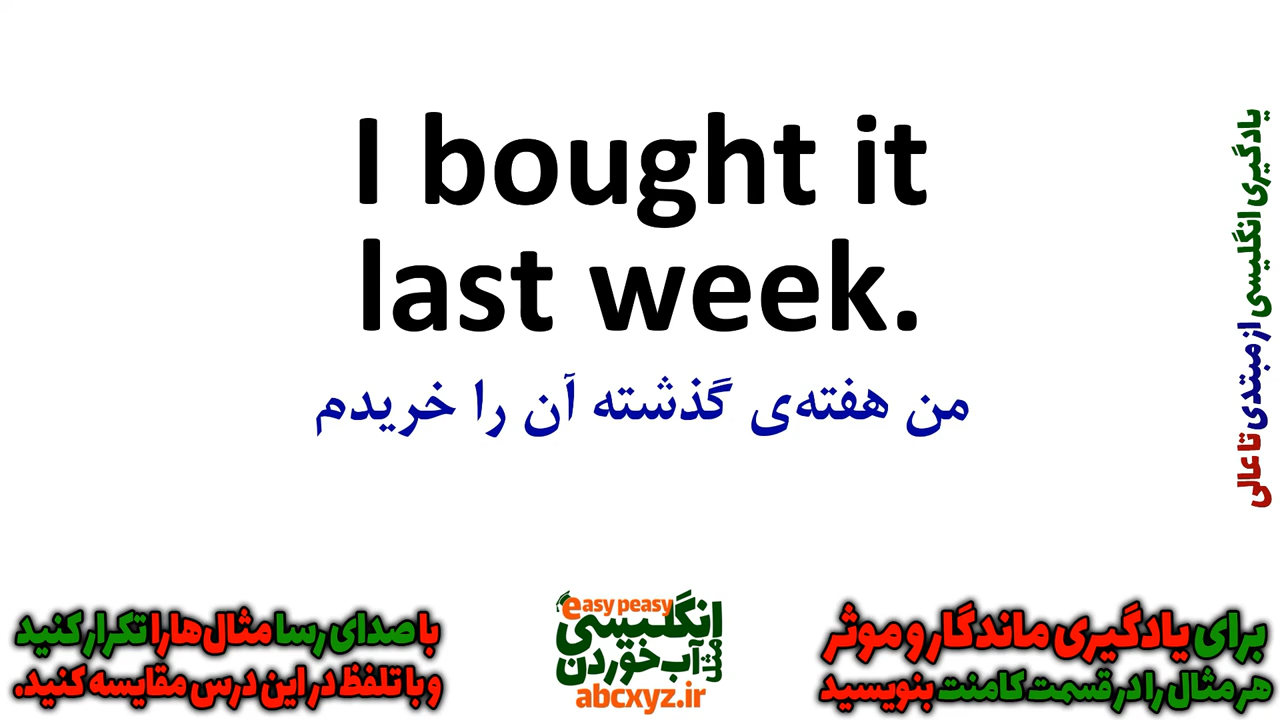 I bought it
last week.
من هفته‌ی گذشته آن را خریدم
یادگیری انگلیسی از مبتدی تا عالی
برای یادگیری ماندگار و موثر
هر مثال را در قسمت کامنت بنویسید
easy peasy
انگلیسی
مثل آب خوردن
abcxyz.ir
با صدای رسا مثال‌ها را تکرار کنید
و با تلفظ در این درس مقایسه کنید.